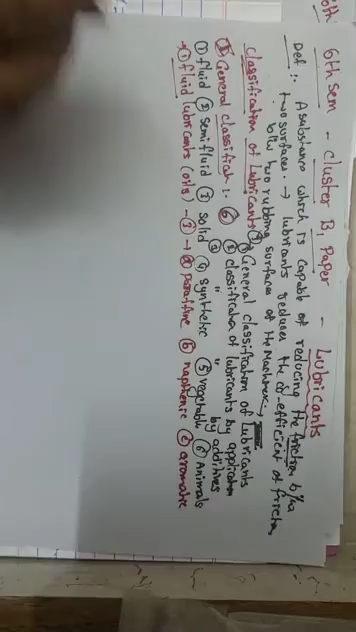 6th sem - cluster B, paper - Lubricants
Def :- A substance which is capable of reducing the friction b/w
two surfaces. → lubricants reduces the co-efficient of friction
b/w two rubbing surfaces of the Machinery
classification of Lubricants ① General classification of lubricants
② classification of lubricants by application
③ " " by additives
Ⅰ General classification :- ⑥
① fluid ② semi fluid ③ solid ④ synthetic ⑤ vegetable ⑥ Animals
→ ① fluid lubricants (oils) - ③ → ⓐ paraffine ⓑ napthenic ⓒ aromatic